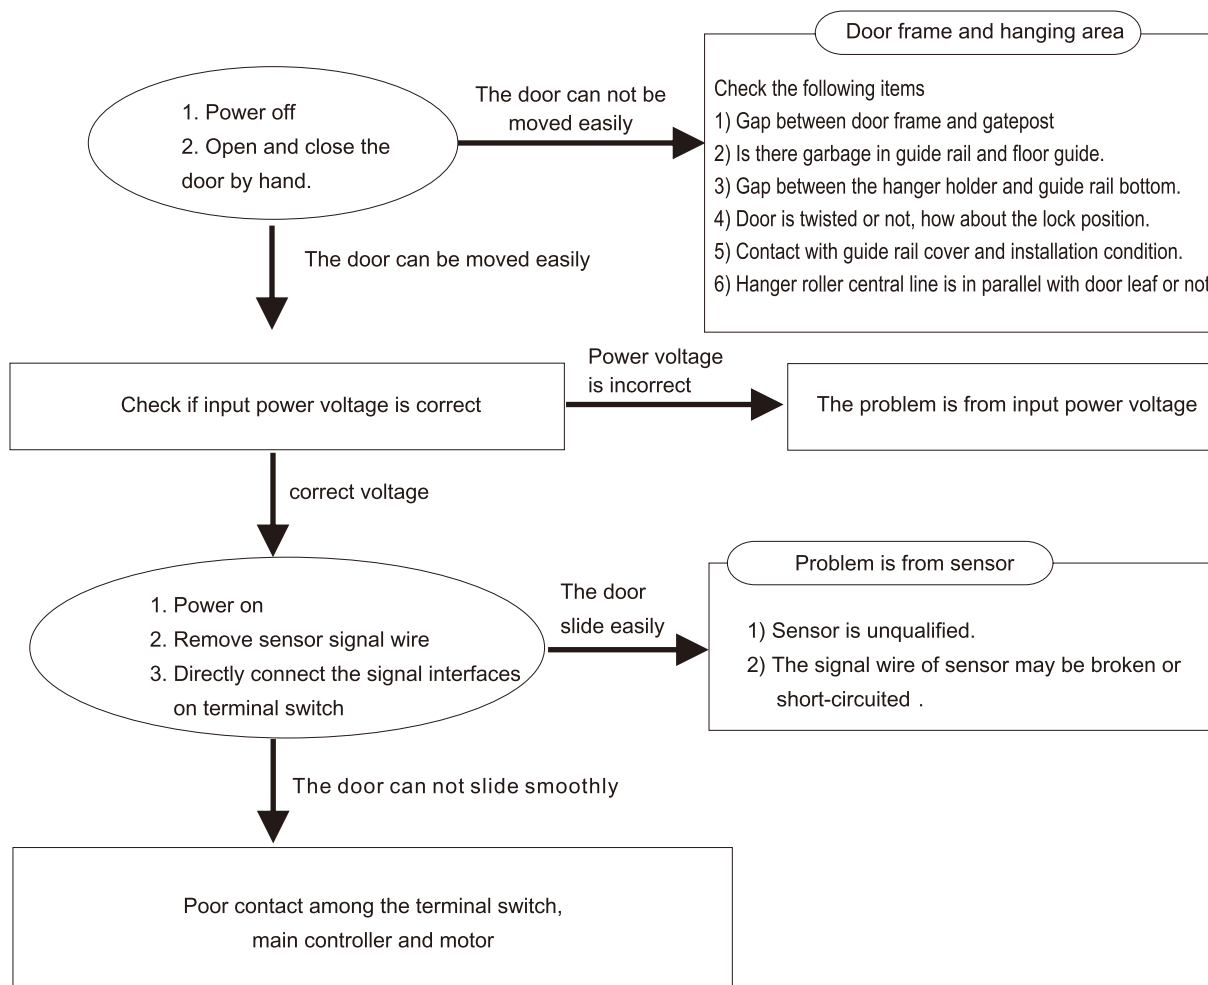 Door frame and hanging area
1. Power off
2. Open and close the
door by hand.
The door can not be
moved easily
Check the following items
1) Gap between door frame and gatepost
2) Is there garbage in guide rail and floor guide.
3) Gap between the hanger holder and guide rail bottom.
4) Door is twisted or not, how about the lock position.
5) Contact with guide rail cover and installation condition.
6) Hanger roller central line is in parallel with door leaf or not
The door can be moved easily
Check if input power voltage is correct
Power voltage
is incorrect
The problem is from input power voltage
correct voltage
1. Power on
2. Remove sensor signal wire
3. Directly connect the signal interfaces
on terminal switch
The door
slide easily
Problem is from sensor
1) Sensor is unqualified.
2) The signal wire of sensor may be broken or
short-circuited .
The door can not slide smoothly
Poor contact among the terminal switch,
main controller and motor